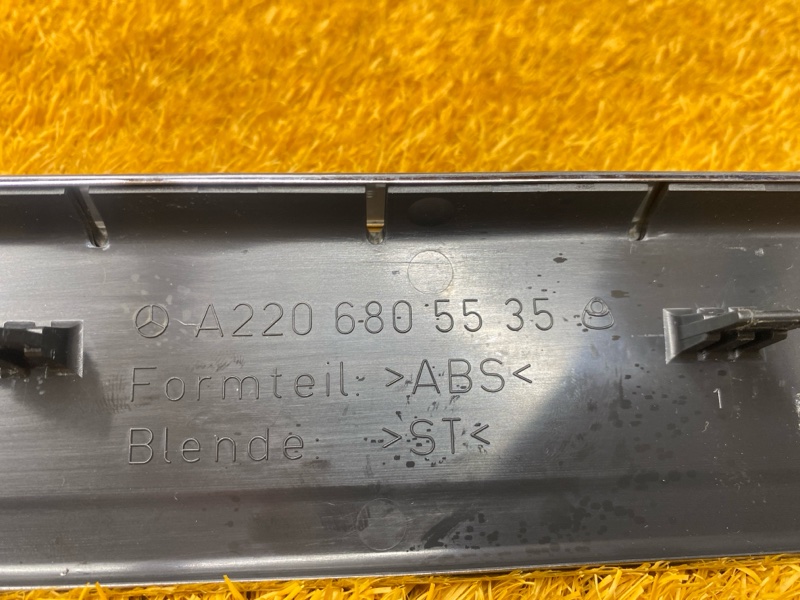 A220 680 55 35
Formteil: >ABS<
Blende >ST<
1